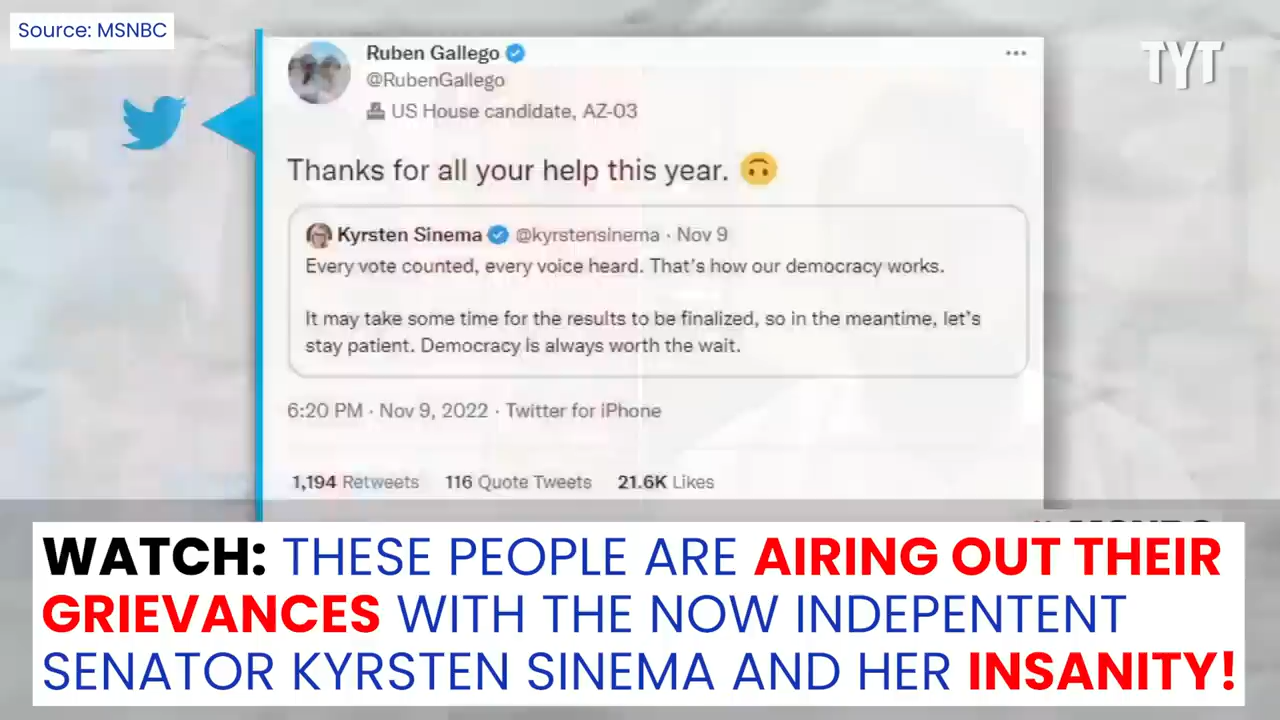 Source: MSNBC
TYT
Ruben Gallego
@RubenGallego
US House candidate, AZ-03
Thanks for all your help this year. 🙃
Kyrsten Sinema @kyrstensinema · Nov 9
Every vote counted, every voice heard. That's how our democracy works.
It may take some time for the results to be finalized, so in the meantime, let's
stay patient. Democracy is always worth the wait.
6:20 PM · Nov 9, 2022 · Twitter for iPhone
1,194 Retweets 116 Quote Tweets 21.6K Likes
WATCH: THESE PEOPLE ARE AIRING OUT THEIR
GRIEVANCES WITH THE NOW INDEPENTENT
SENATOR KYRSTEN SINEMA AND HER INSANITY!